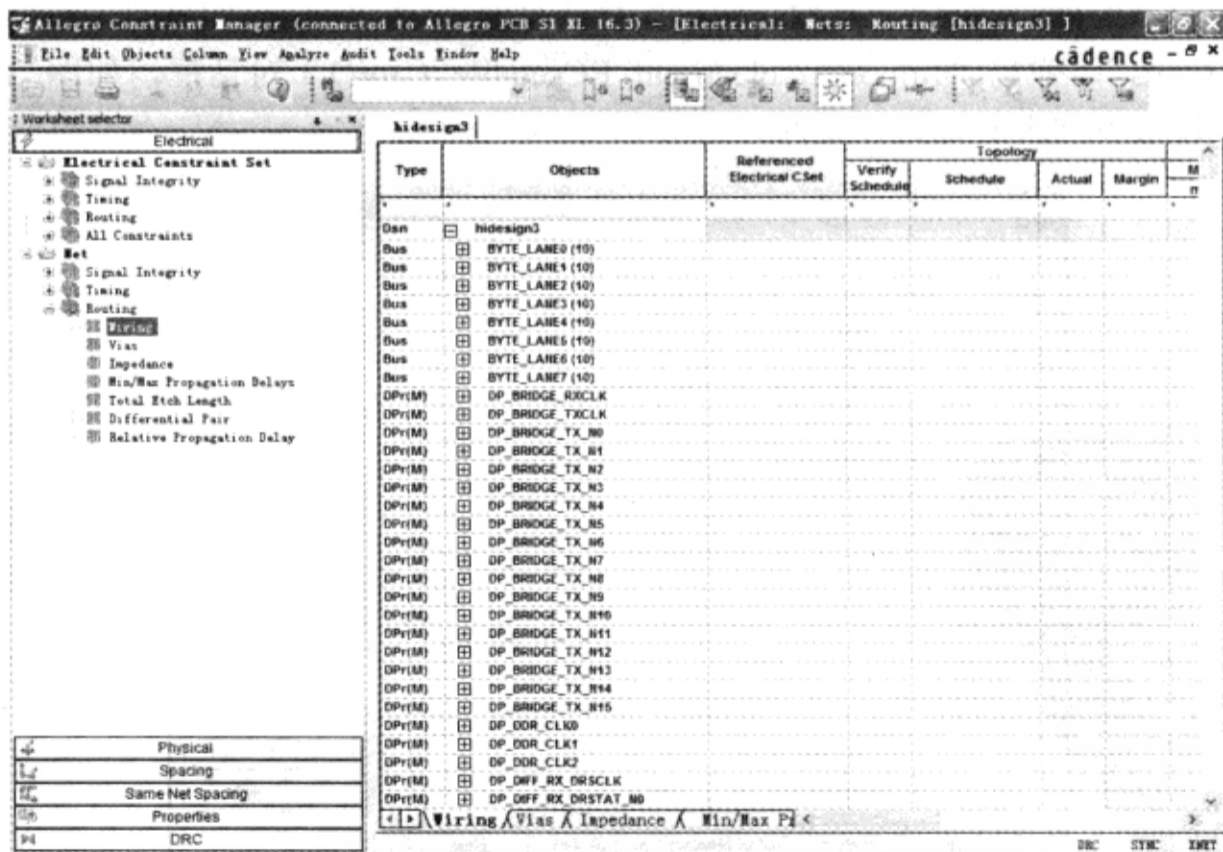 Allegro Constraint Manager (connected to Allegro PCB SI XL 16.3) - [Electrical: Nets: Routing [hidesign3] ]
File Edit Objects Column View Analyze Audit Tools Window Help
cādence
Worksheet selector
Electrical
Electrical Constraint Set
Signal Integrity
Timing
Routing
All Constraints
Net
Signal Integrity
Timing
Routing
Wiring
Vias
Impedance
Min/Max Propagation Delays
Total Etch Length
Differential Pair
Relative Propagation Delay
Physical
Spacing
Same Net Spacing
Properties
DRC
hidesign3
Type Objects Referenced Electrical CSet Topology
Verify Schedule Schedule Actual Margin M
* * * * * * * *
Dsn hidesign3
Bus BYTE_LANE0 (10)
Bus BYTE_LANE1 (10)
Bus BYTE_LANE2 (10)
Bus BYTE_LANE3 (10)
Bus BYTE_LANE4 (10)
Bus BYTE_LANE5 (10)
Bus BYTE_LANE6 (10)
Bus BYTE_LANE7 (10)
DPr(M) DP_BRIDGE_RXCLK
DPr(M) DP_BRIDGE_TXCLK
DPr(M) DP_BRIDGE_TX_N0
DPr(M) DP_BRIDGE_TX_N1
DPr(M) DP_BRIDGE_TX_N2
DPr(M) DP_BRIDGE_TX_N3
DPr(M) DP_BRIDGE_TX_N4
DPr(M) DP_BRIDGE_TX_N5
DPr(M) DP_BRIDGE_TX_N6
DPr(M) DP_BRIDGE_TX_N7
DPr(M) DP_BRIDGE_TX_N8
DPr(M) DP_BRIDGE_TX_N9
DPr(M) DP_BRIDGE_TX_N10
DPr(M) DP_BRIDGE_TX_N11
DPr(M) DP_BRIDGE_TX_N12
DPr(M) DP_BRIDGE_TX_N13
DPr(M) DP_BRIDGE_TX_N14
DPr(M) DP_BRIDGE_TX_N15
DPr(M) DP_DDR_CLK0
DPr(M) DP_DDR_CLK1
DPr(M) DP_DDR_CLK2
DPr(M) DP_DIFF_RX_DRSCLK
DPr(M) DP_DIFF_RX_DRSTAT_N0
Wiring Vias Impedance Min/Max
DRC SYNC XNET